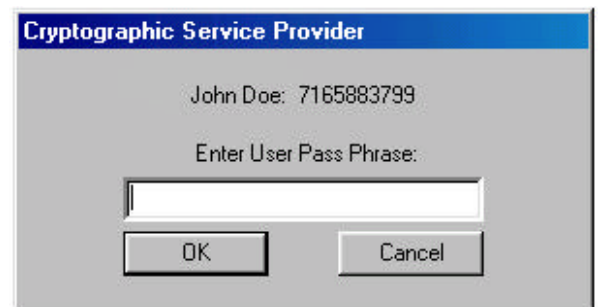 Cryptographic Service Provider
John Doe: 7165883799
Enter User Pass Phrase:
OK Cancel